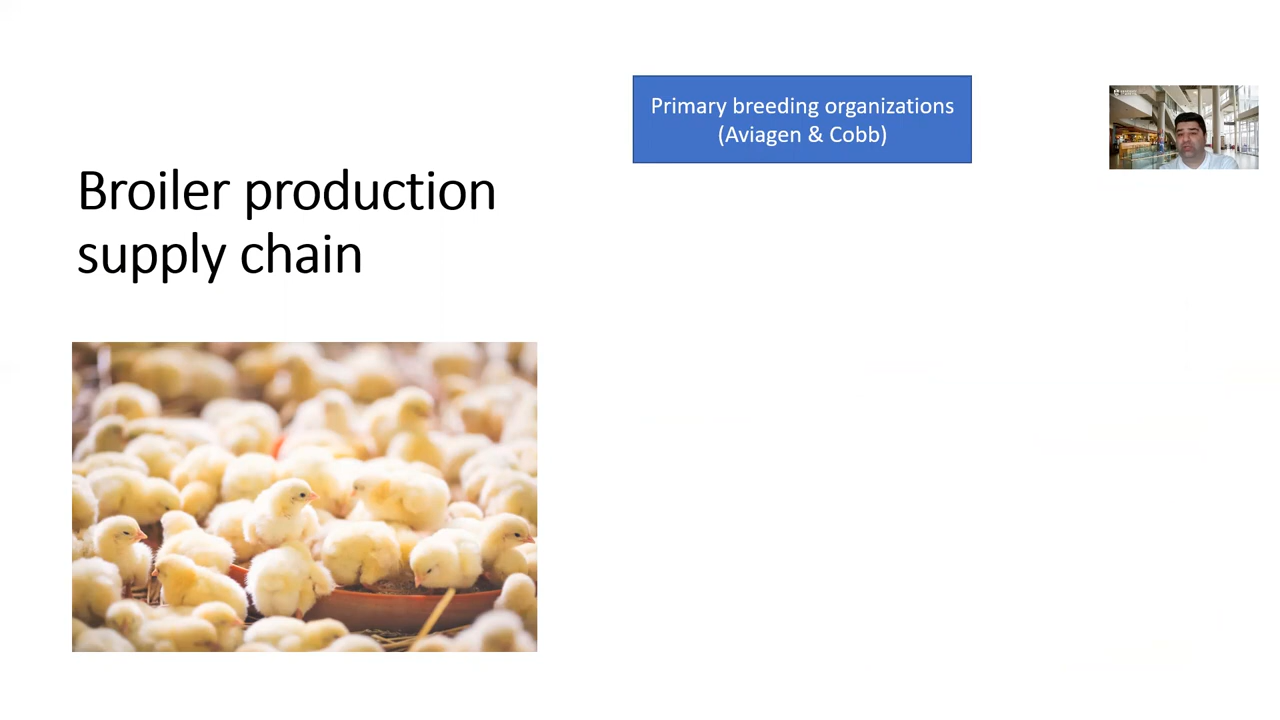 Primary breeding organizations
(Aviagen & Cobb)
Broiler production
supply chain